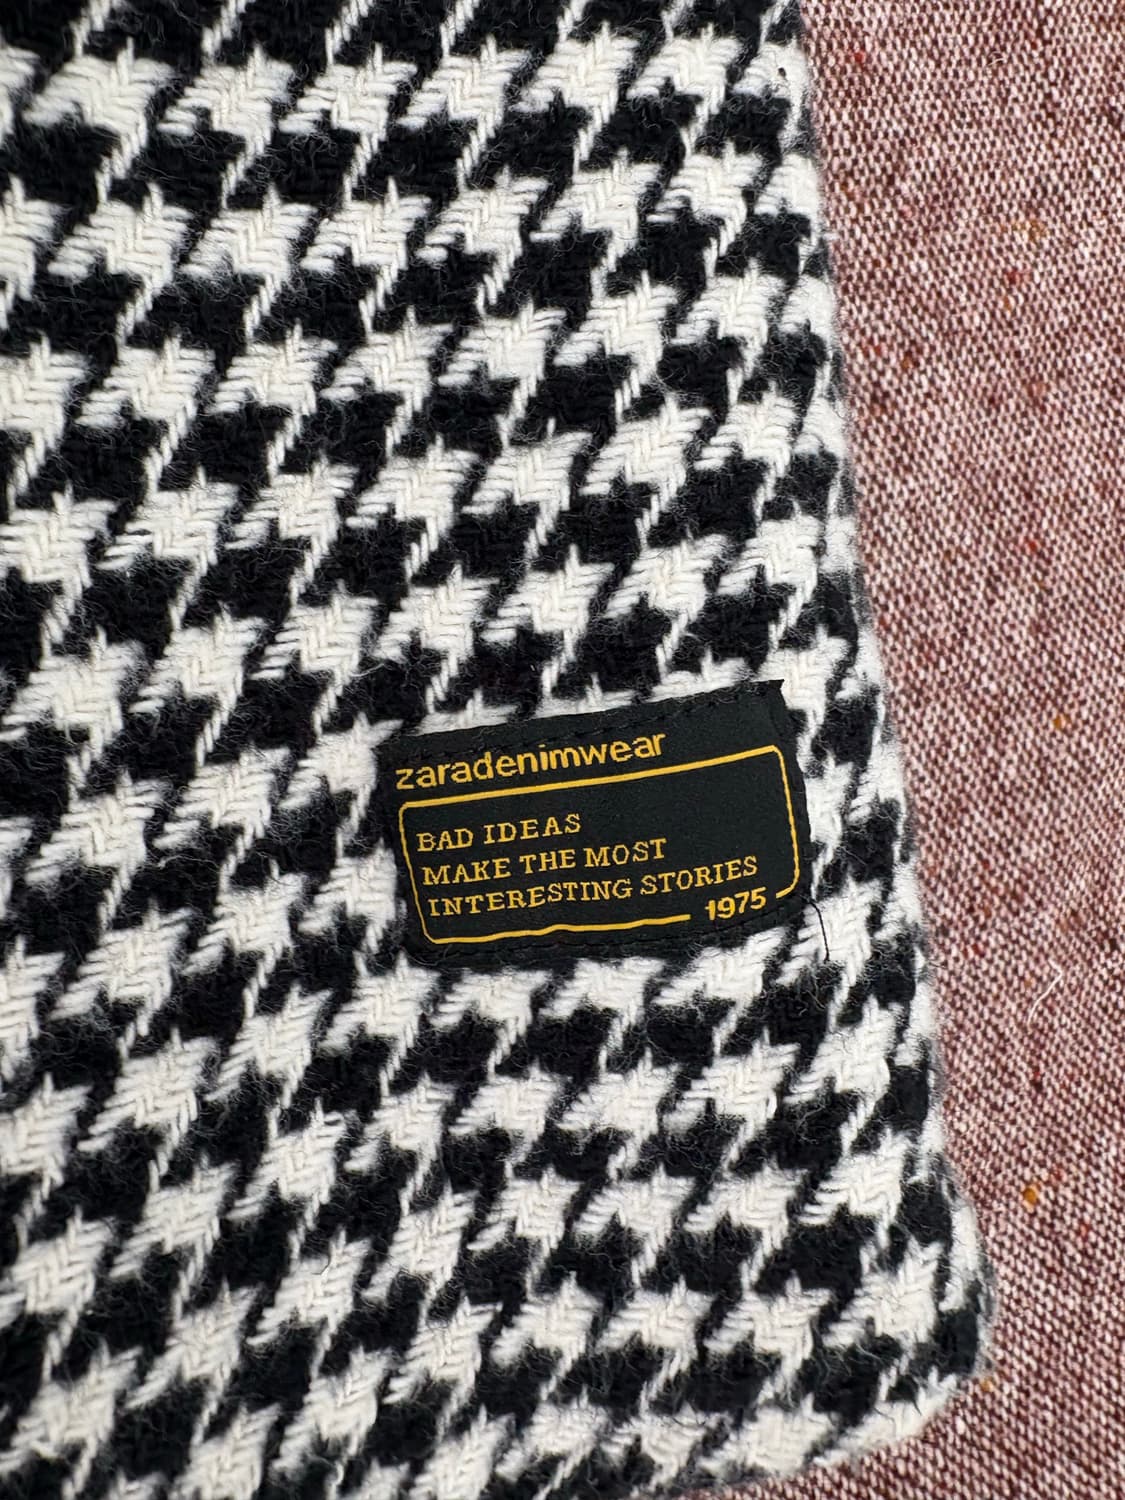 zaradenimwear
BAD IDEAS
MAKE THE MOST
INTERESTING STORIES
1975